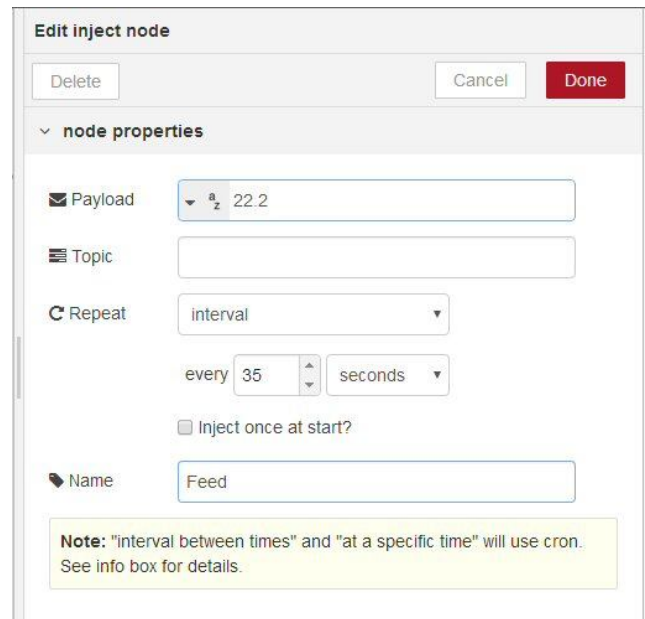 Edit inject node
Delete Cancel Done
node properties
Payload az 22.2
Topic
Repeat interval
every 35 seconds
Inject once at start?
Name Feed
Note: "interval between times" and "at a specific time" will use cron.
See info box for details.